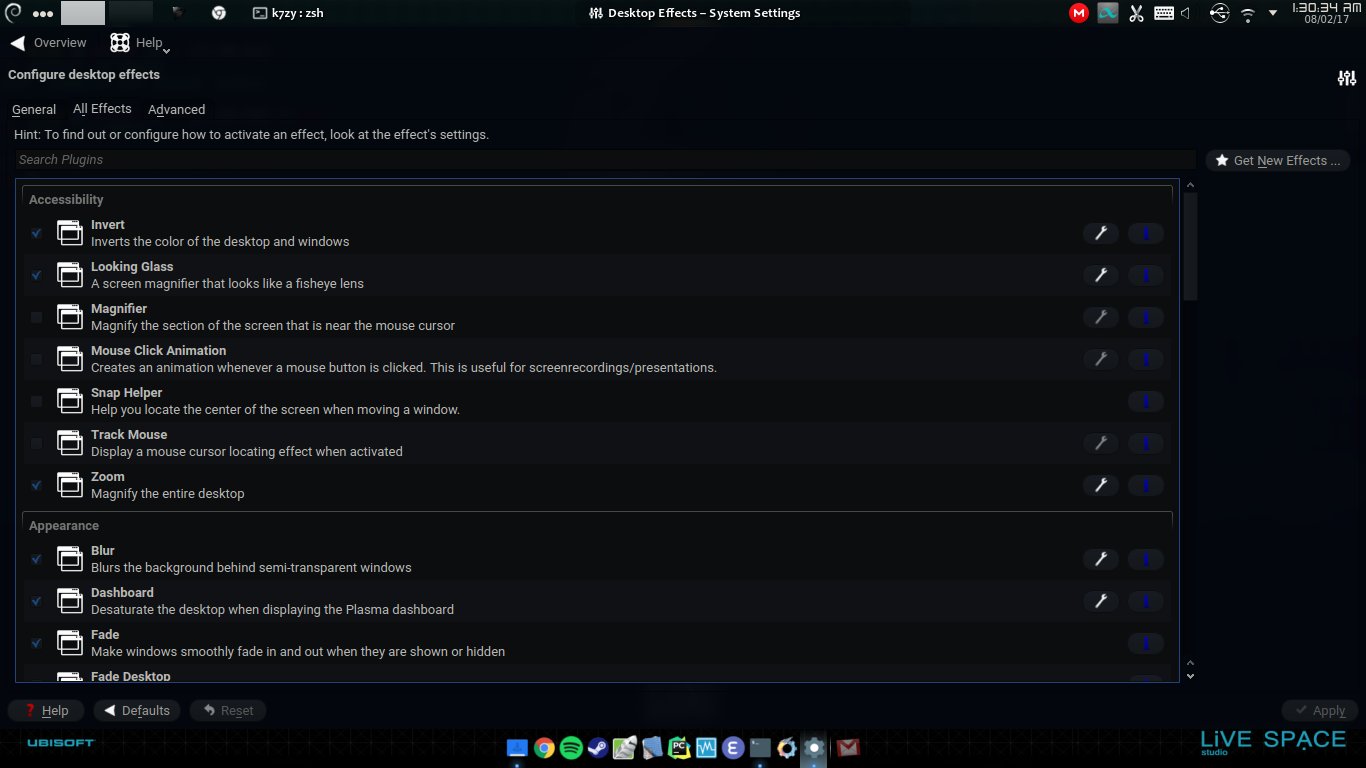 k7zy : zsh
Desktop Effects – System Settings
M
1:30:34 AM
08/02/17
Overview
Help
Configure desktop effects
General All Effects Advanced
Hint: To find out or configure how to activate an effect, look at the effect's settings.
Search Plugins
Get New Effects ...
Accessibility
Invert
Inverts the color of the desktop and windows
Looking Glass
A screen magnifier that looks like a fisheye lens
Magnifier
Magnify the section of the screen that is near the mouse cursor
Mouse Click Animation
Creates an animation whenever a mouse button is clicked. This is useful for screenrecordings/presentations.
Snap Helper
Help you locate the center of the screen when moving a window.
Track Mouse
Display a mouse cursor locating effect when activated
Zoom
Magnify the entire desktop
Appearance
Blur
Blurs the background behind semi-transparent windows
Dashboard
Desaturate the desktop when displaying the Plasma dashboard
Fade
Make windows smoothly fade in and out when they are shown or hidden
Fade Desktop
? Help Defaults Reset Apply
UBISOFT
PC
E
M
LiVE SPACE
studio